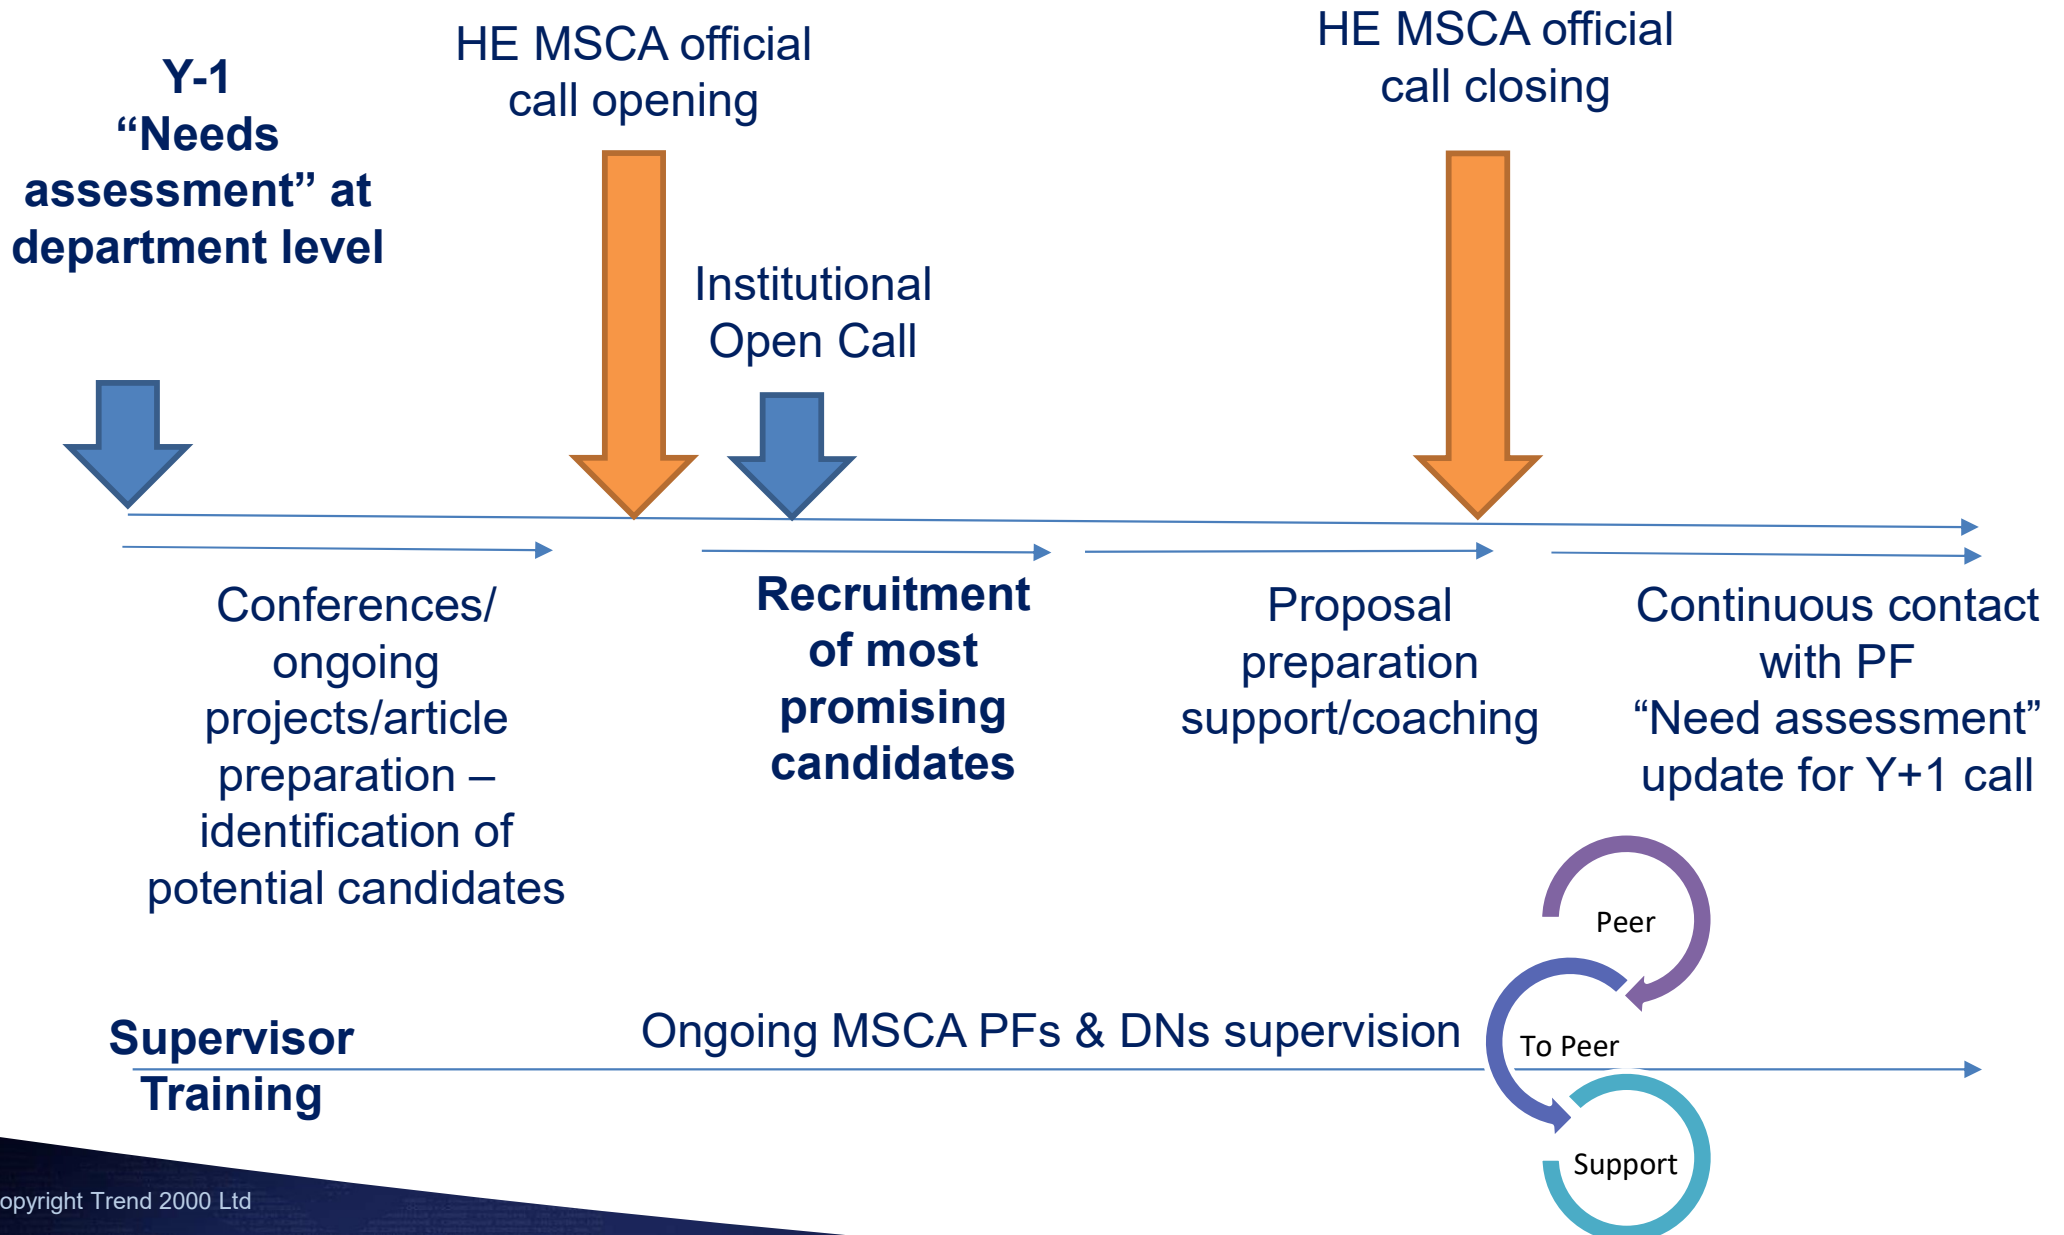 HE MSCA official
call opening
HE MSCA official
call closing
Y-1
“Needs
assessment” at
department level
Institutional
Open Call
Conferences/
ongoing
projects/article
preparation –
identification of
potential candidates
Recruitment
of most
promising
candidates
Proposal
preparation
support/coaching
Continuous contact
with PF
“Need assessment”
update for Y+1 call
Peer
To Peer
Support
Supervisor
Training
Ongoing MSCA PFs & DNs supervision
opyright Trend 2000 Ltd